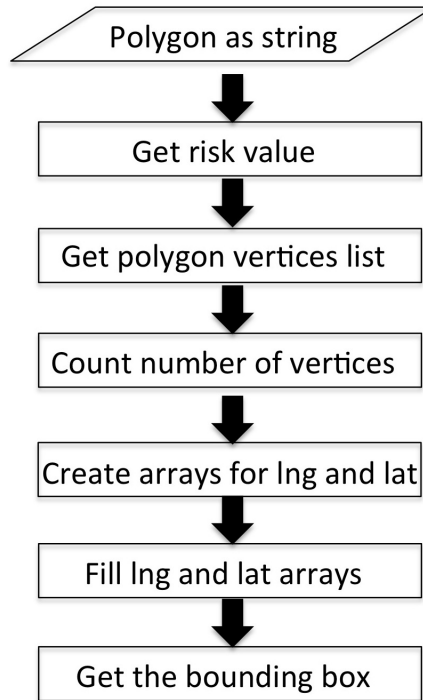 Polygon as string
Get risk value
Get polygon vertices list
Count number of vertices
Create arrays for lng and lat
Fill lng and lat arrays
Get the bounding box